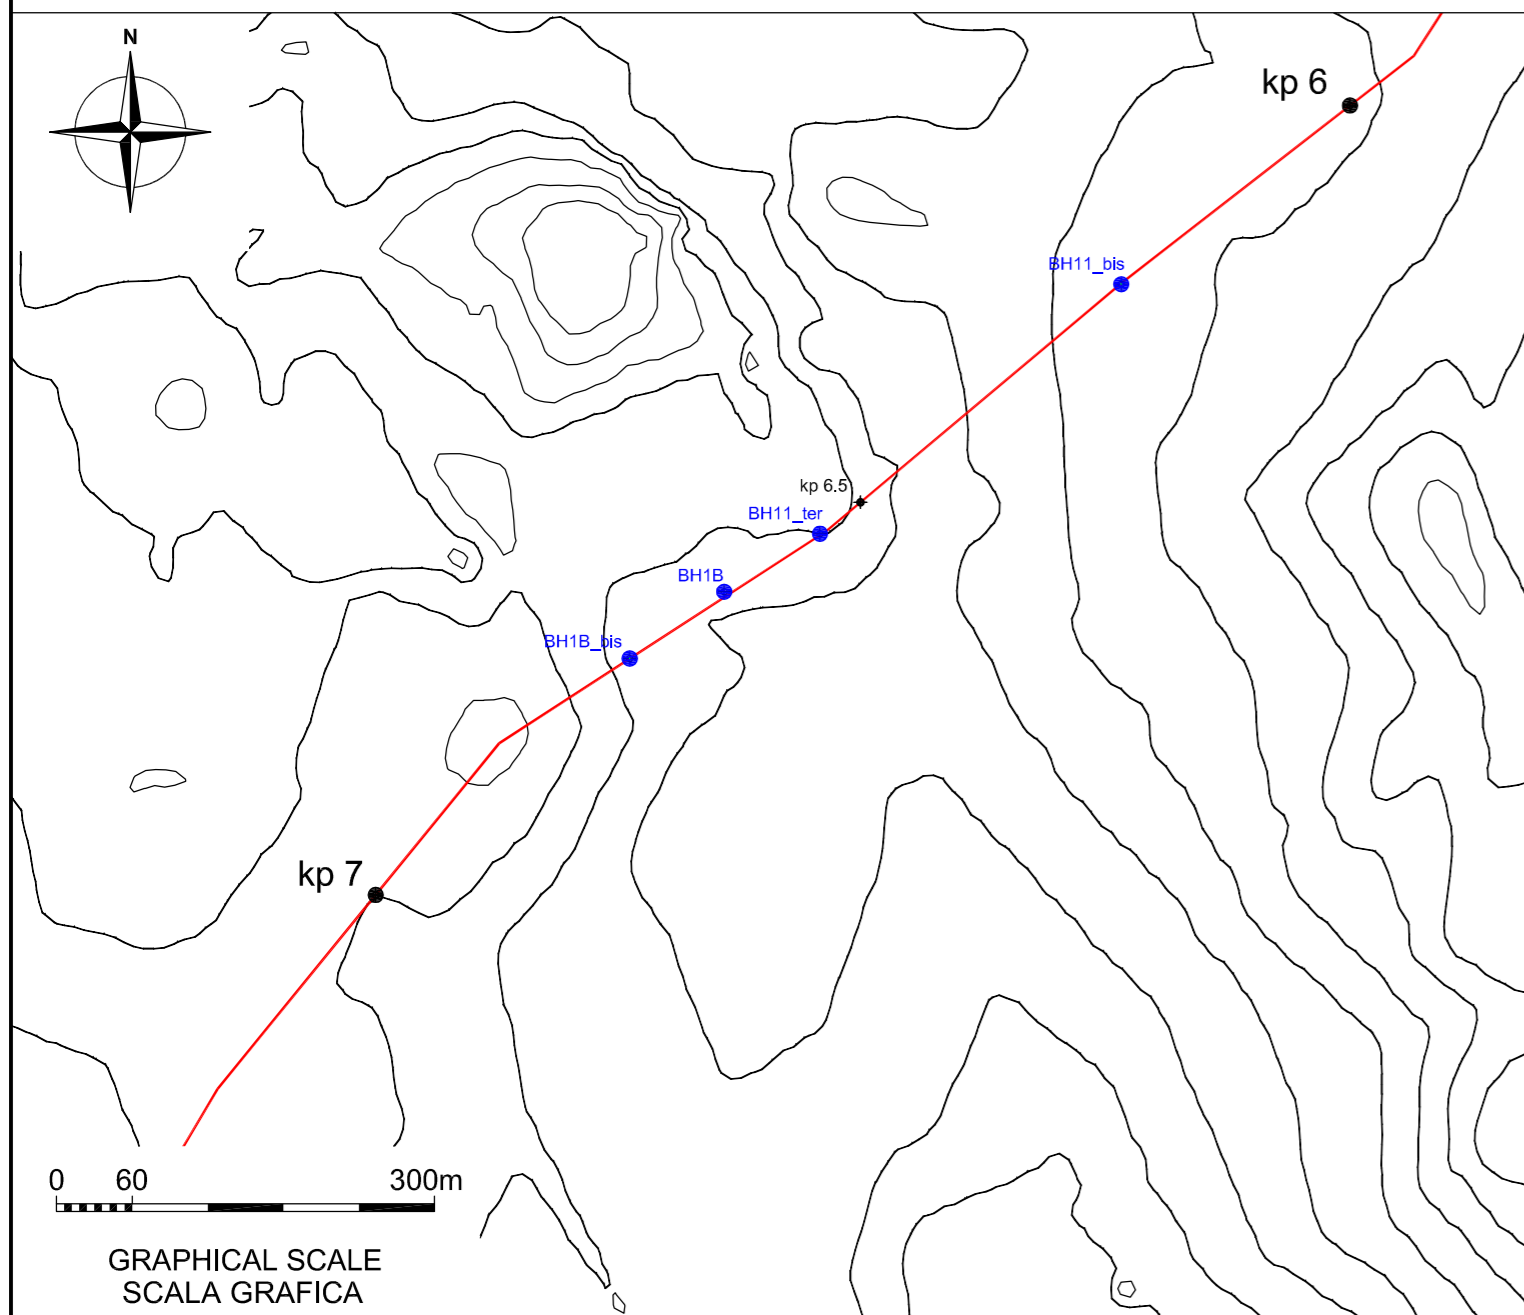 N
kp 6
BH11_bis
kp 6.5
BH11_ter
BH1B
BH1B_bis
kp 7
0 60 300m
GRAPHICAL SCALE
SCALA GRAFICA